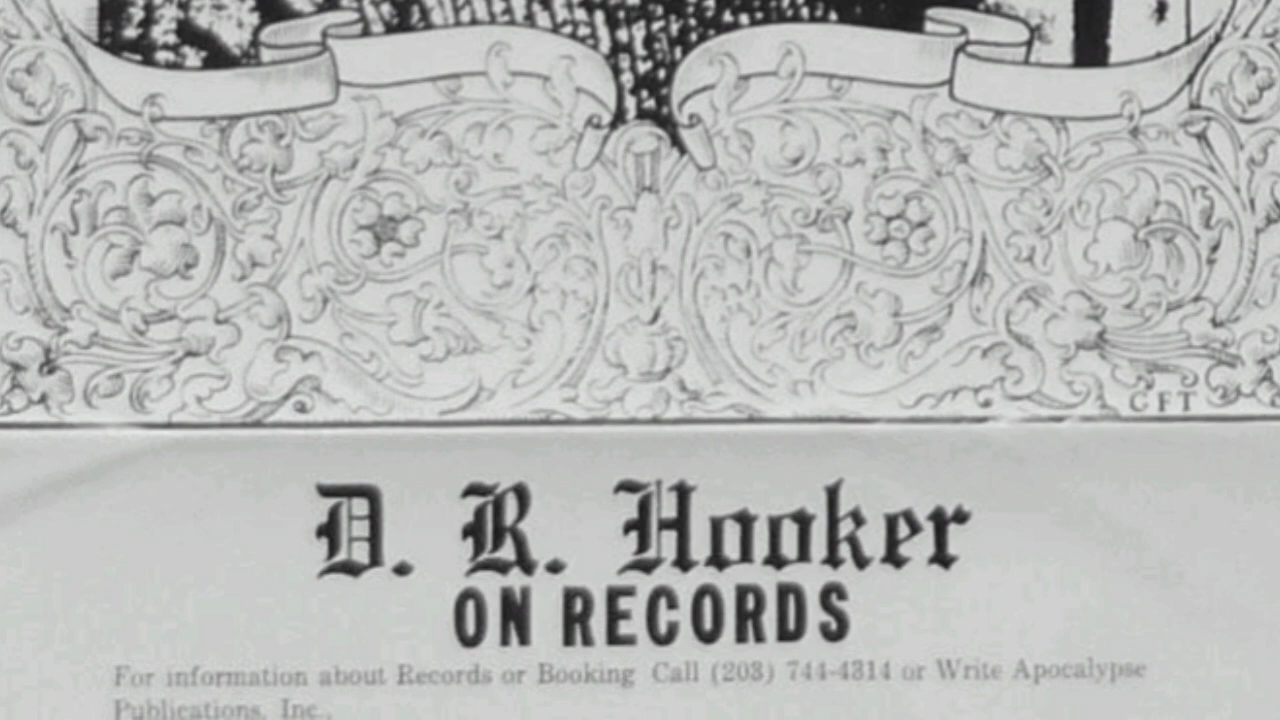 CFT
D. R. Hooker
ON RECORDS
For information about Records or Booking Call (203) 744-4314 or Write Apocalypse
Publications, Inc.,